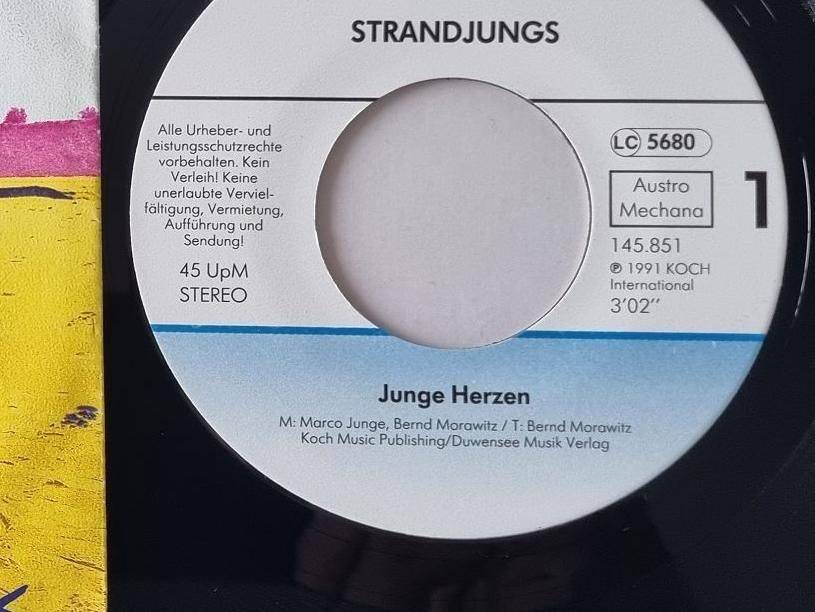 STRANDJUNGS
Alle Urheber- und
Leistungsschutzrechte
vorbehalten. Kein
Verleih! Keine
unerlaubte Verviel-
fältigung, Vermietung,
Aufführung und
Sendung!
45 UpM
STEREO
LC 5680
Austro
Mechana
1
145.851
℗ 1991 KOCH
International
3'02''
Junge Herzen
M: Marco Junge, Bernd Morawitz / T: Bernd Morawitz
Koch Music Publishing/Duwensee Musik Verlag